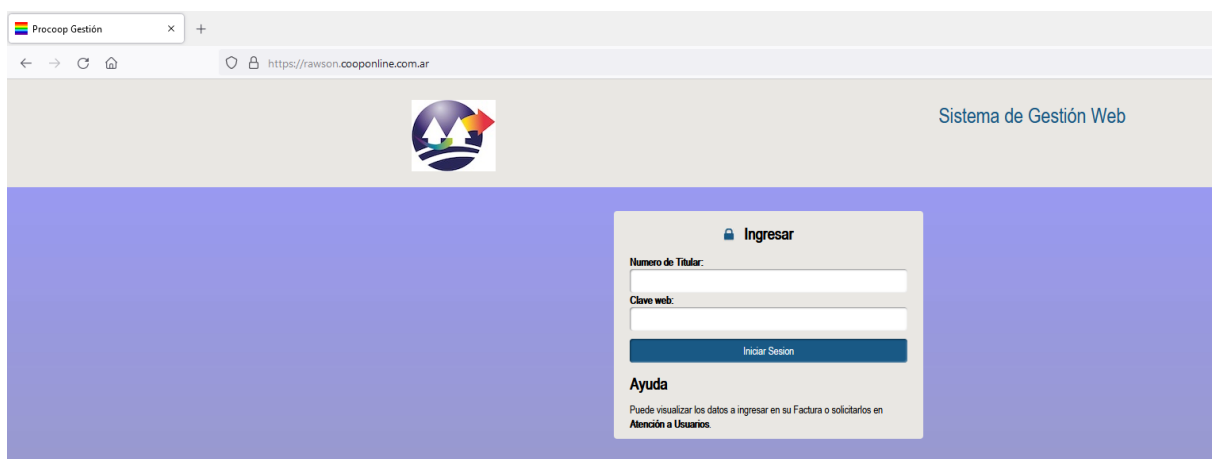 Procoop Gestión
https://rawson.cooponline.com.ar
Sistema de Gestión Web
Ingresar
Numero de Titular:
Clave web:
Iniciar Sesion
Ayuda
Puede visualizar los datos a ingresar en su Factura o solicitarlos en
Atención a Usuarios.